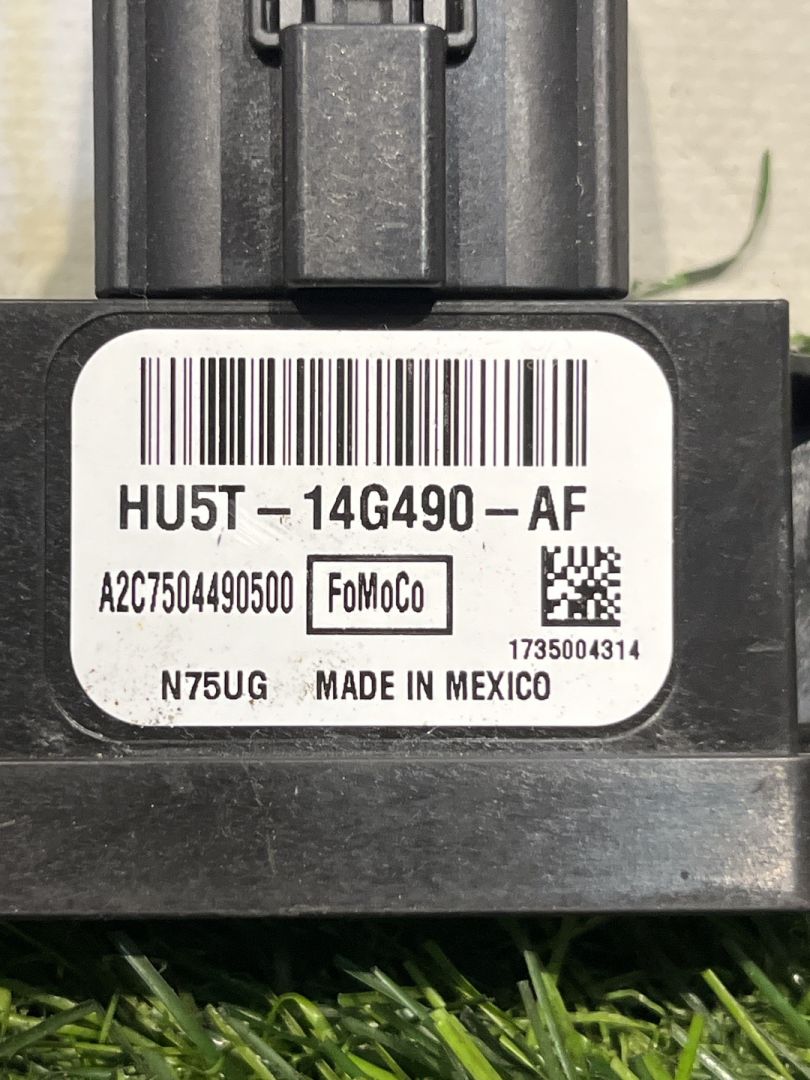 HU5T-14G490-AF
A2C7504490500 FoMoCo
1735004314
N75UG MADE IN MEXICO